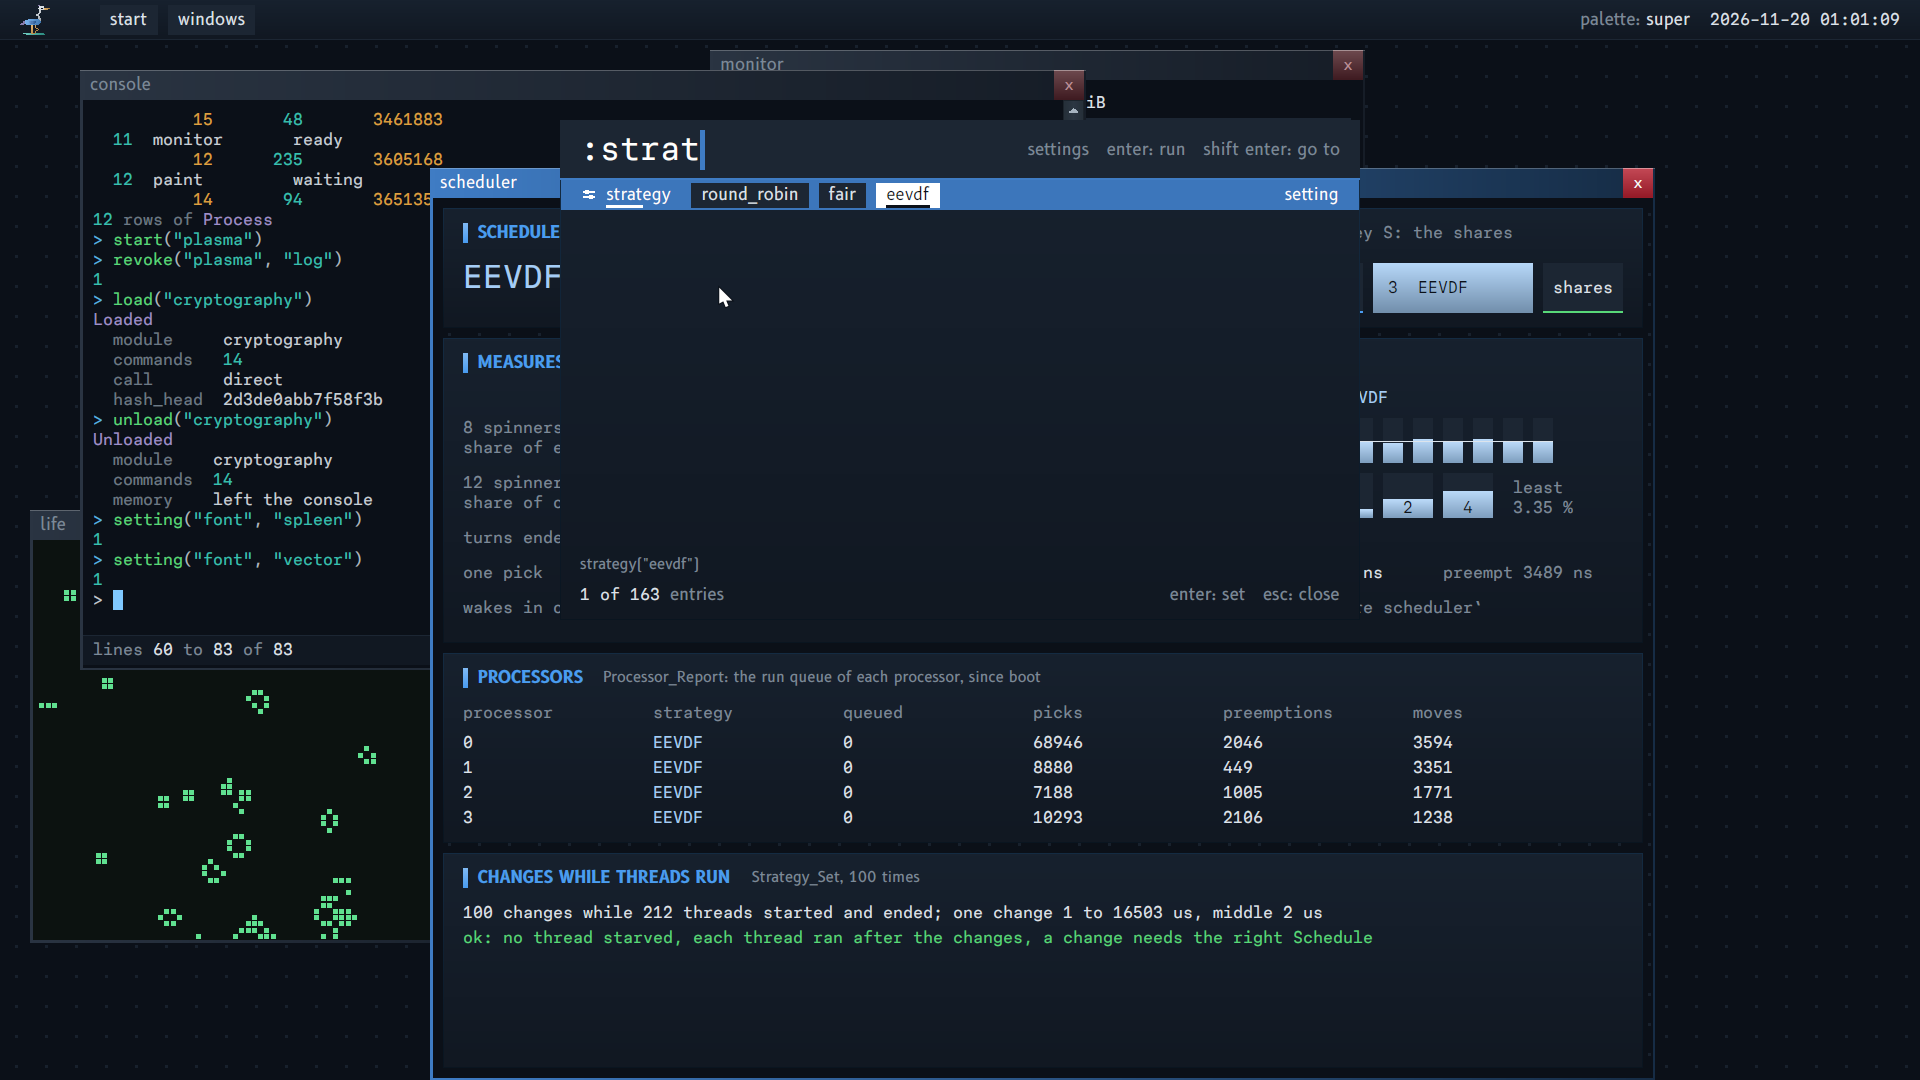 start windows palette: super 2026-11-20 01:01:09
monitor x
console x
iB
15 48 3461883
11 monitor ready
12 235 3605168
12 paint waiting
14 94 365135
12 rows of Process
> start("plasma")
> revoke("plasma", "log")
1
> load("cryptography")
Loaded
module cryptography
commands 14
call direct
hash_head 2d3de0abb7f58f3b
> unload("cryptography")
Unloaded
module cryptography
commands 14
memory left the console
> setting("font", "spleen")
1
> setting("font", "vector")
1
>
lines 60 to 83 of 83
life
:strat settings enter: run shift enter: go to
strategy round_robin fair eevdf setting
strategy["eevdf"]
1 of 163 entries enter: set esc: close
scheduler x
SCHEDULE ey S: the shares
EEVDF 3 EEVDF shares
MEASURES
VDF
8 spinners
share of e
12 spinner least
share of c 2 4 3.35 %
turns ende
one pick ns preempt 3489 ns
wakes in c re scheduler`
PROCESSORS Processor_Report: the run queue of each processor, since boot
processor strategy queued picks preemptions moves
0 EEVDF 0 68946 2046 3594
1 EEVDF 0 8880 449 3351
2 EEVDF 0 7188 1005 1771
3 EEVDF 0 10293 2106 1238
CHANGES WHILE THREADS RUN Strategy_Set, 100 times
100 changes while 212 threads started and ended; one change 1 to 16503 us, middle 2 us
ok: no thread starved, each thread ran after the changes, a change needs the right Schedule